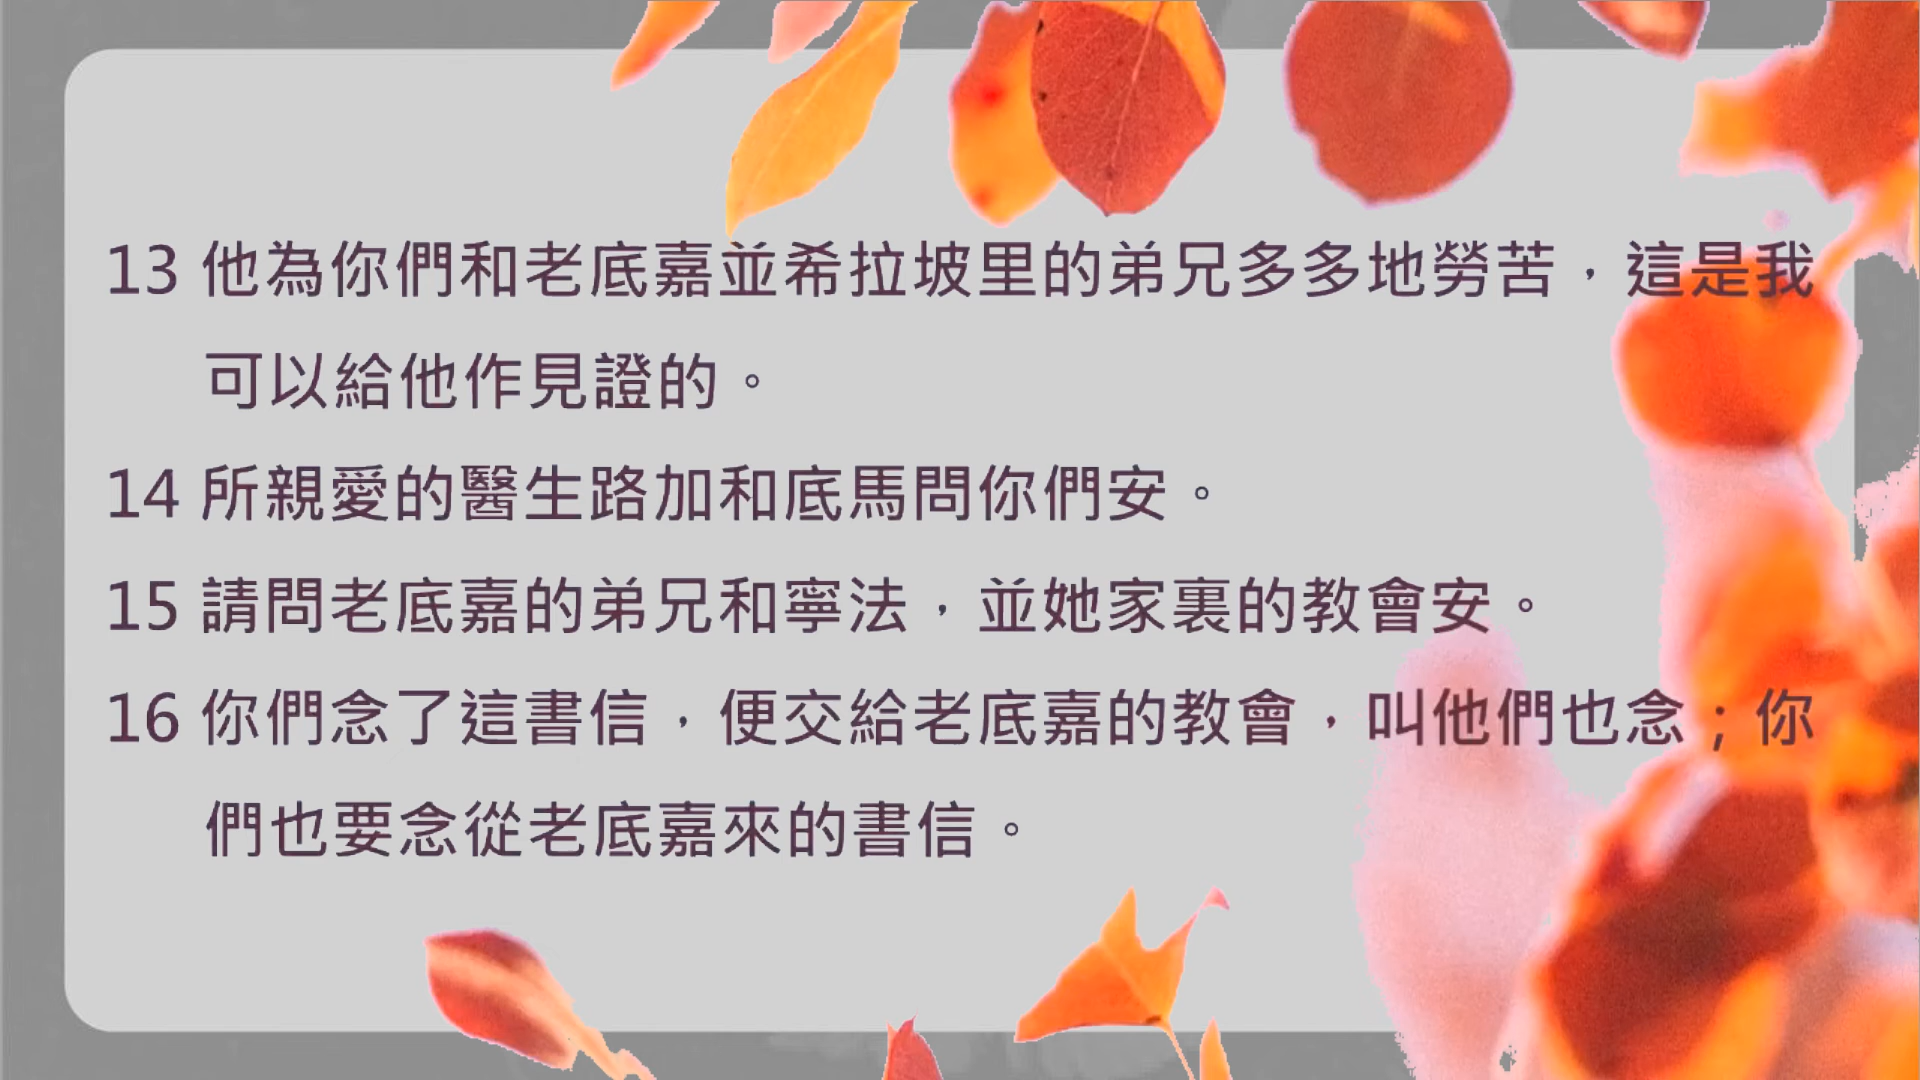 13 他為你們和老底嘉並希拉坡里的弟兄多多地勞苦，這是我
可以給他作見證的。
14 所親愛的醫生路加和底馬問你們安。
15 請問老底嘉的弟兄和寧法，並她家裏的教會安。
16 你們念了這書信，便交給老底嘉的教會，叫他們也念；你
們也要念從老底嘉來的書信。